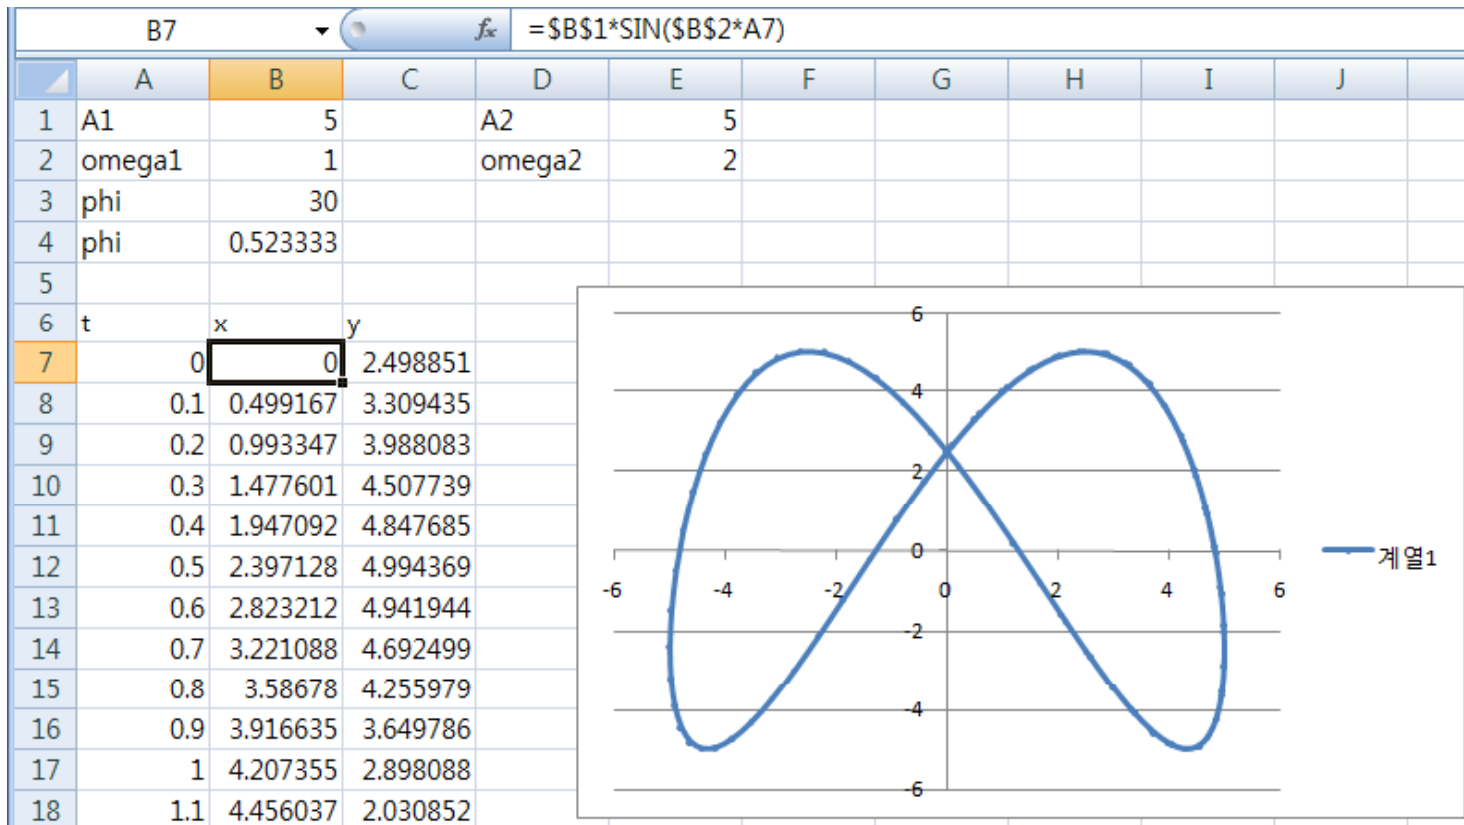 B7 fx =$B$1*SIN($B$2*A7)
A B C D E F G H I J
1 A1 5 A2 5
2 omega1 1 omega2 2
3 phi 30
4 phi 0.523333
5
6 t x y
7 0 0 2.498851
8 0.1 0.499167 3.309435
9 0.2 0.993347 3.988083
10 0.3 1.477601 4.507739
11 0.4 1.947092 4.847685
12 0.5 2.397128 4.994369
13 0.6 2.823212 4.941944
14 0.7 3.221088 4.692499
15 0.8 3.58678 4.255979
16 0.9 3.916635 3.649786
17 1 4.207355 2.898088
18 1.1 4.456037 2.030852
6
4
2
0
-2
-4
-6
-6 -4 -2 0 2 4 6
계열1